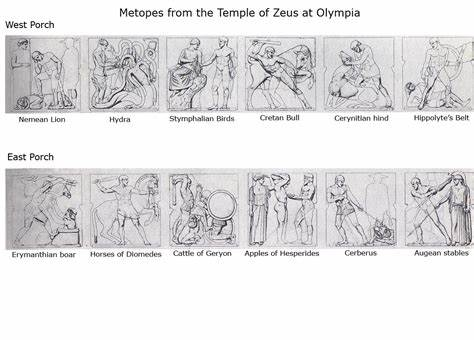 Metopes from the Temple of Zeus at Olympia
West Porch
Nemean Lion Hydra Stymphalian Birds Cretan Bull Cerynitian hind Hippolyte's Belt
East Porch
Erymanthian boar Horses of Diomedes Cattle of Geryon Apples of Hesperides Cerberus Augean stables